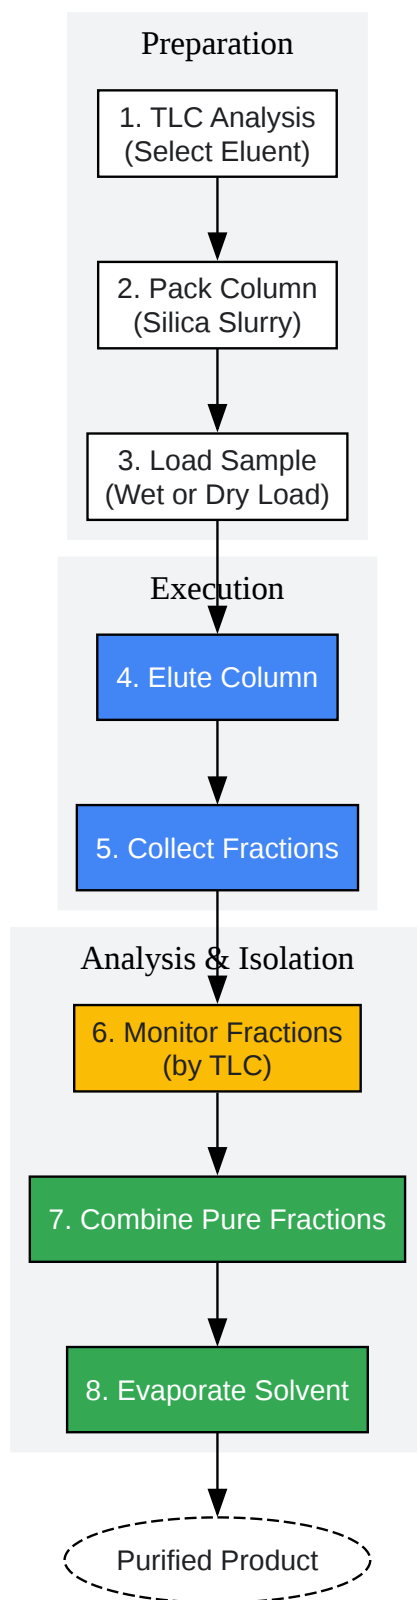 Preparation
1. TLC Analysis
(Select Eluent)
2. Pack Column
(Silica Slurry)
3. Load Sample
(Wet or Dry Load)
Execution
4. Elute Column
5. Collect Fractions
Analysis & Isolation
6. Monitor Fractions
(by TLC)
7. Combine Pure Fractions
8. Evaporate Solvent
Purified Product